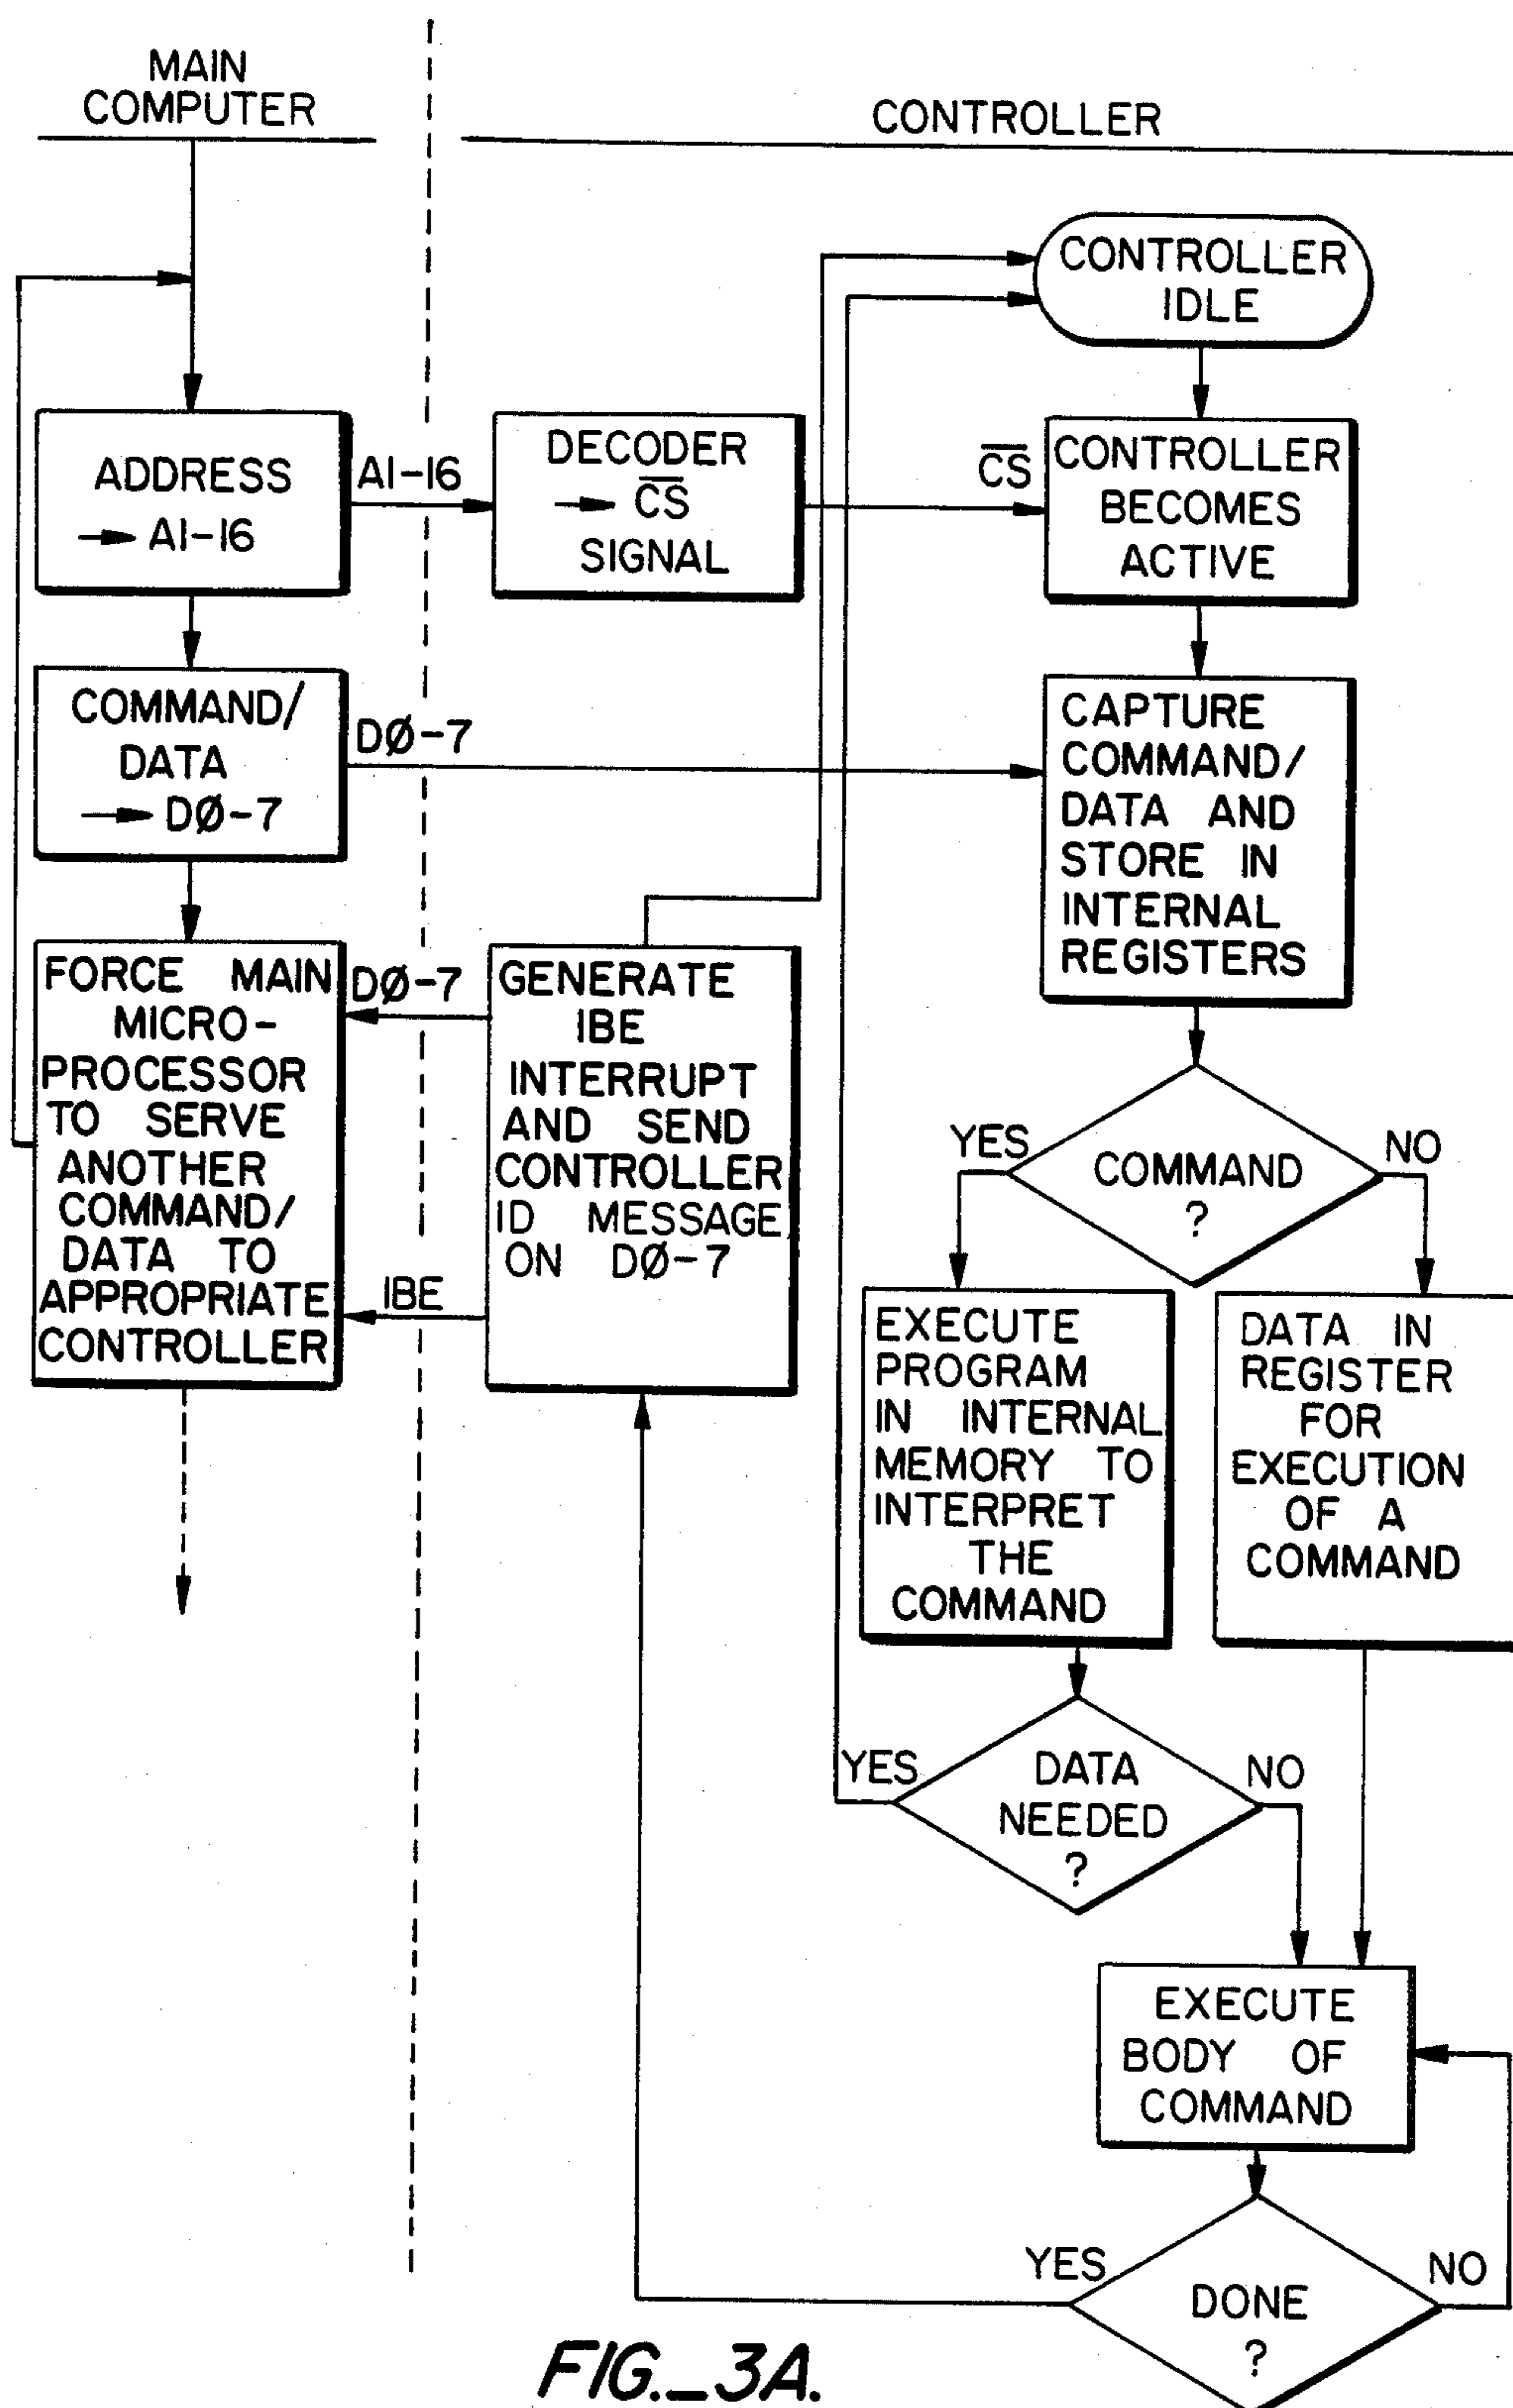 MAIN
COMPUTER
CONTROLLER
CONTROLLER
IDLE
ADDRESS
→ A1-16
A1-16
DECODER
→ C̅S̅
SIGNAL
C̅S̅
CONTROLLER
BECOMES
ACTIVE
COMMAND/
DATA
→ DØ-7
DØ-7
CAPTURE
COMMAND/
DATA AND
STORE IN
INTERNAL
REGISTERS
FORCE MAIN
MICRO-
PROCESSOR
TO SERVE
ANOTHER
COMMAND/
DATA TO
APPROPRIATE
CONTROLLER
DØ-7
IBE
GENERATE
IBE
INTERRUPT
AND SEND
CONTROLLER
ID MESSAGE
ON DØ-7
YES
COMMAND
?
NO
EXECUTE
PROGRAM
IN INTERNAL
MEMORY TO
INTERPRET
THE
COMMAND
DATA IN
REGISTER
FOR
EXECUTION
OF A
COMMAND
YES
DATA
NEEDED
?
NO
EXECUTE
BODY OF
COMMAND
YES
DONE
?
NO
FIG._3A.